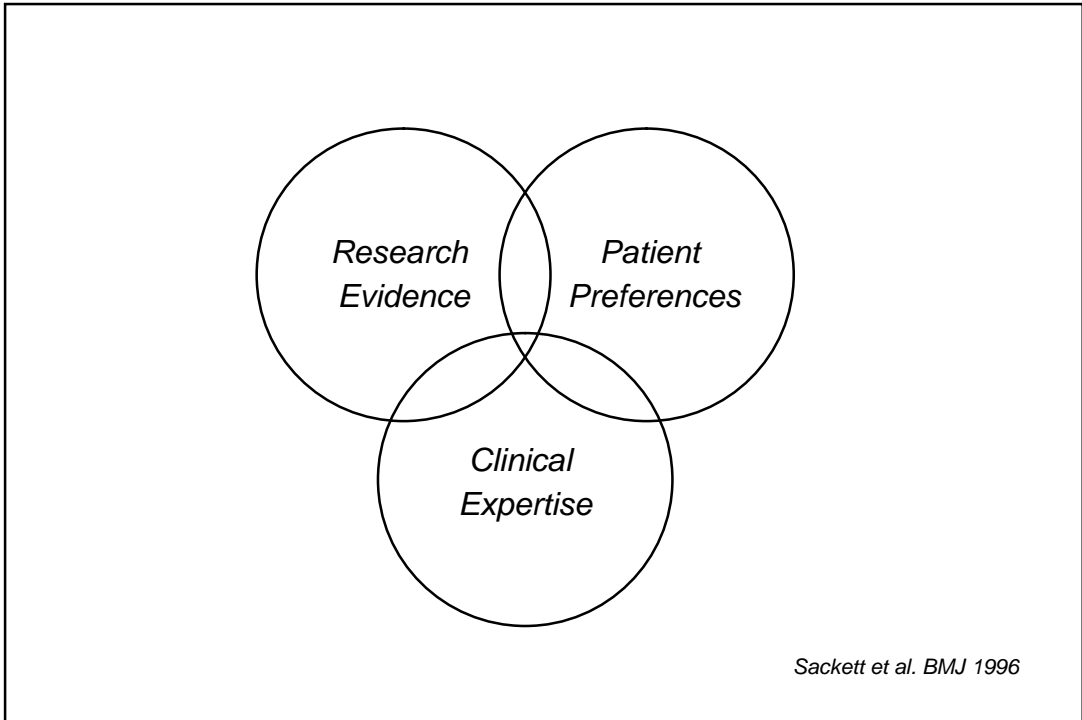 Research
Evidence
Patient
Preferences
Clinical
Expertise
Sackett et al. BMJ 1996